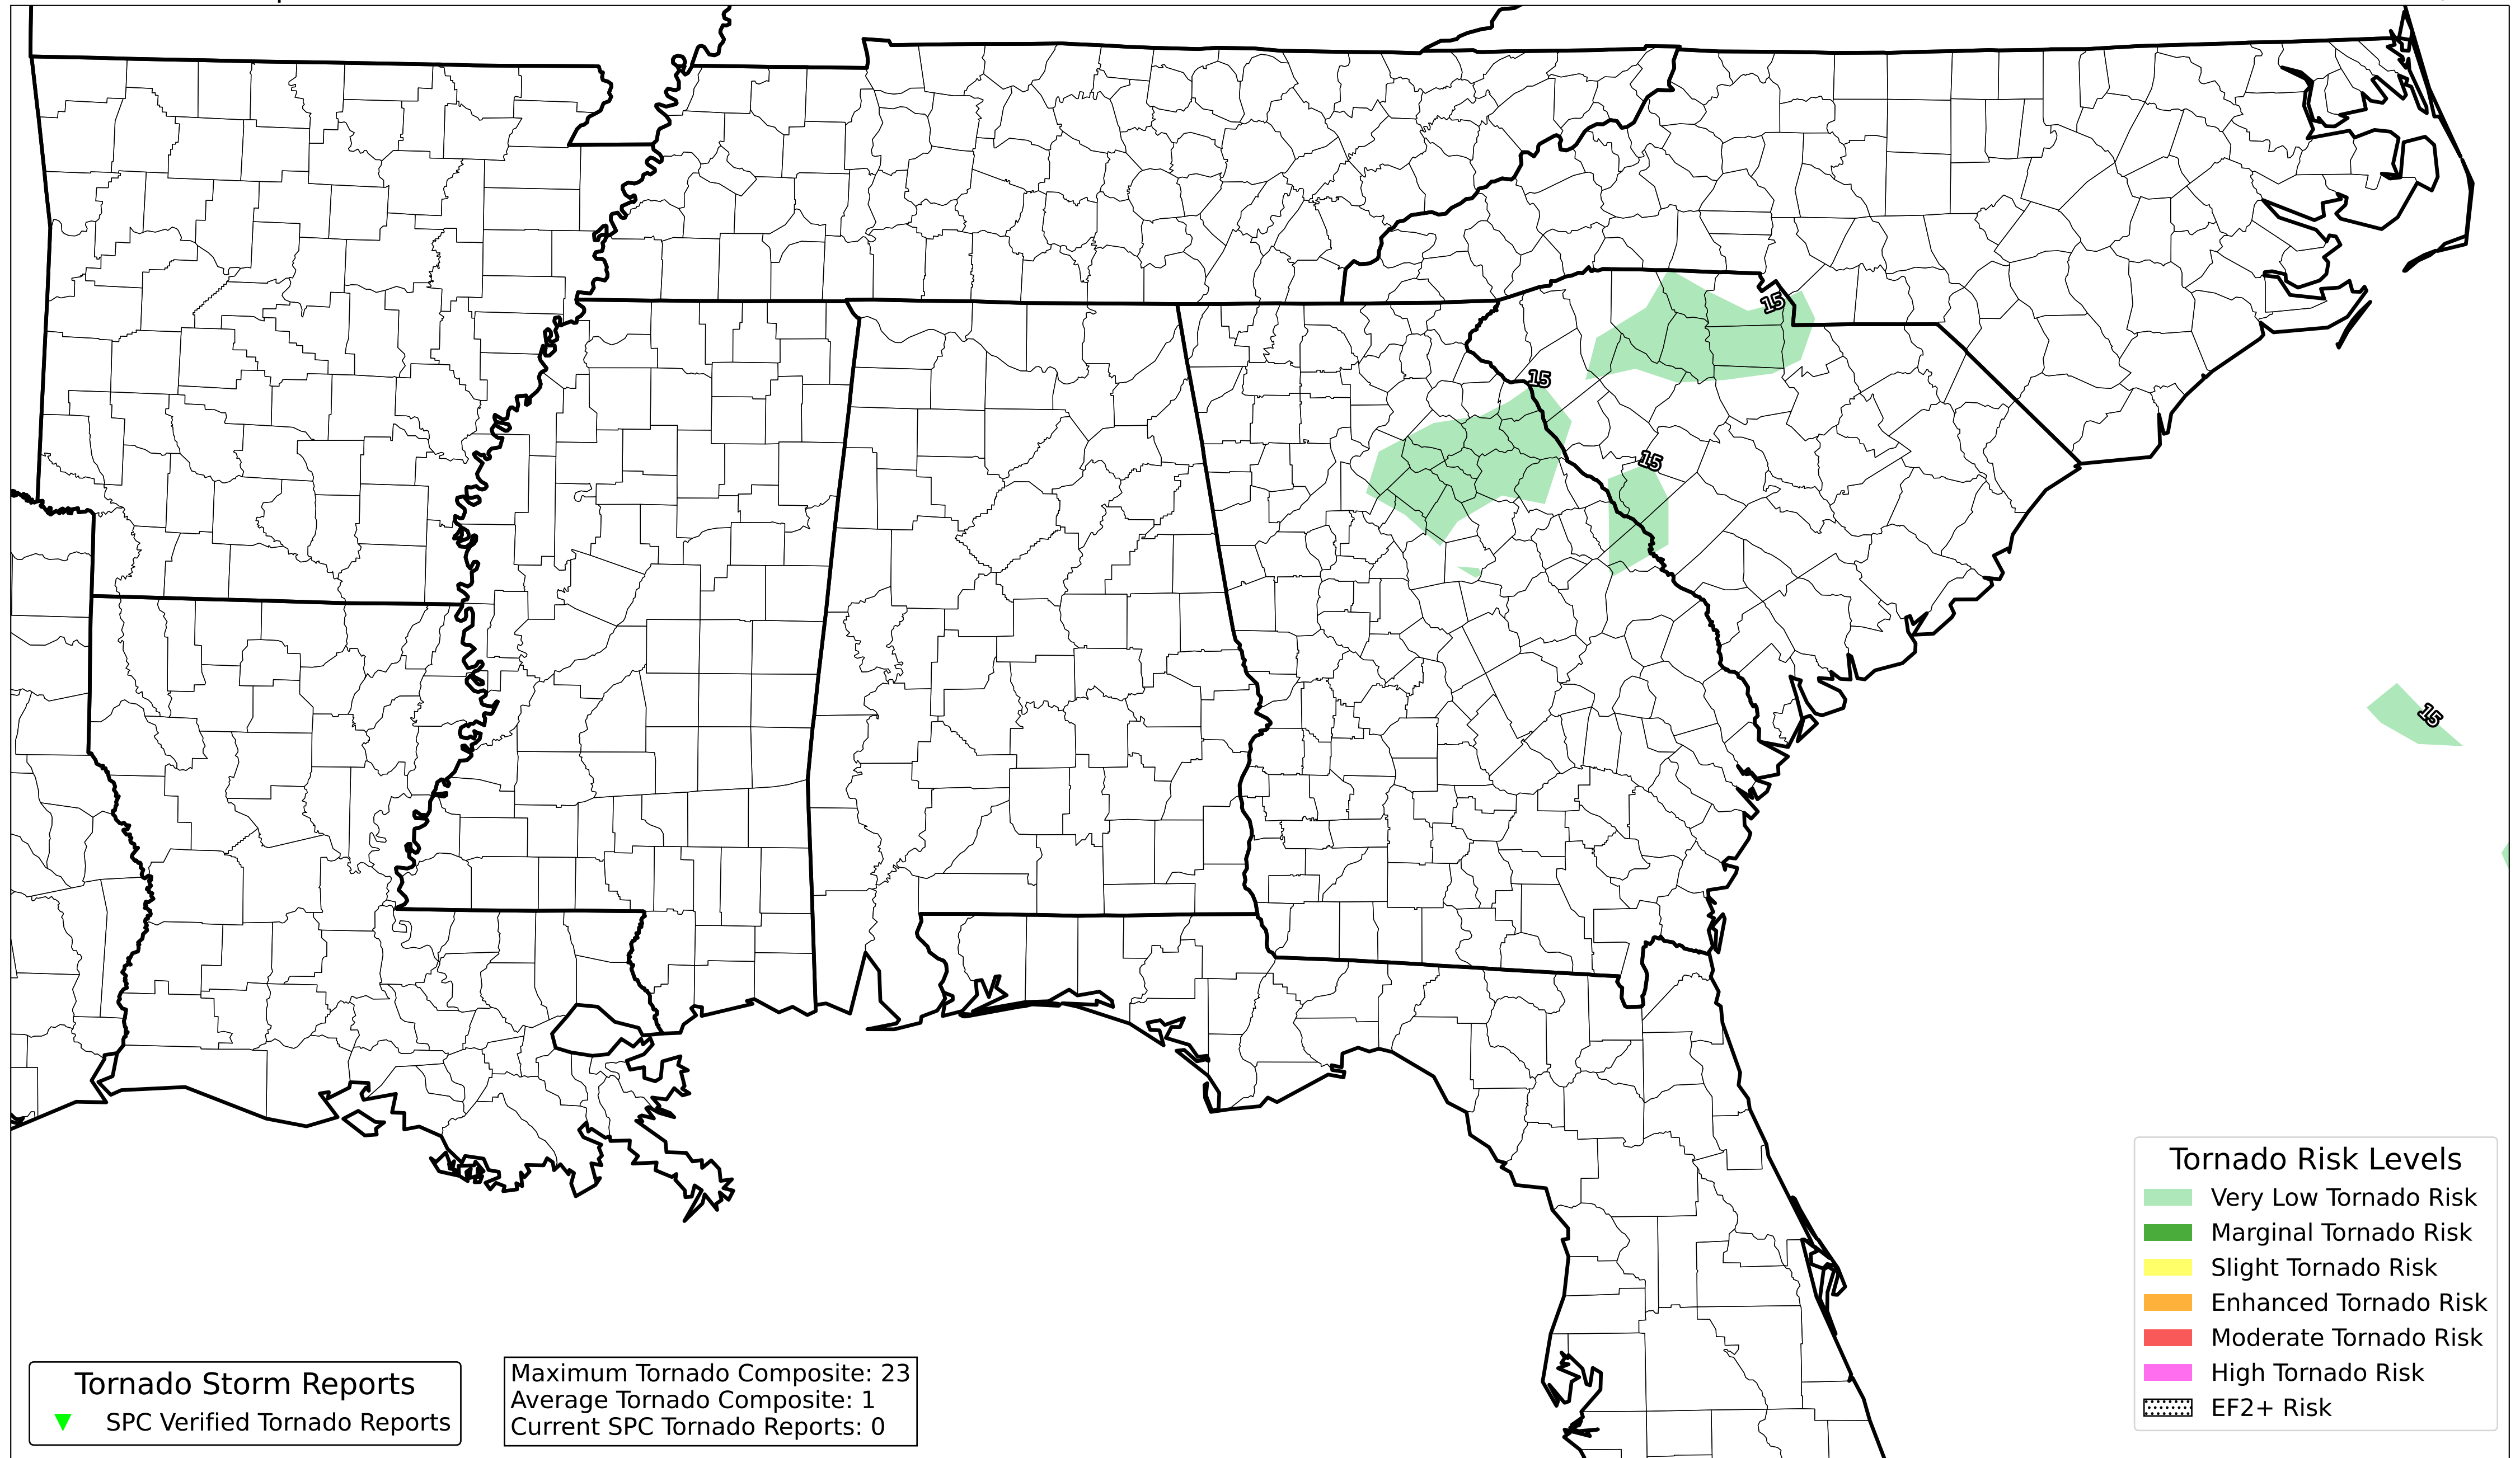 15
15
15
15
Tornado Risk Levels
Very Low Tornado Risk
Marginal Tornado Risk
Slight Tornado Risk
Enhanced Tornado Risk
Moderate Tornado Risk
High Tornado Risk
EF2+ Risk
Tornado Storm Reports
SPC Verified Tornado Reports
Maximum Tornado Composite: 23
Average Tornado Composite: 1
Current SPC Tornado Reports: 0